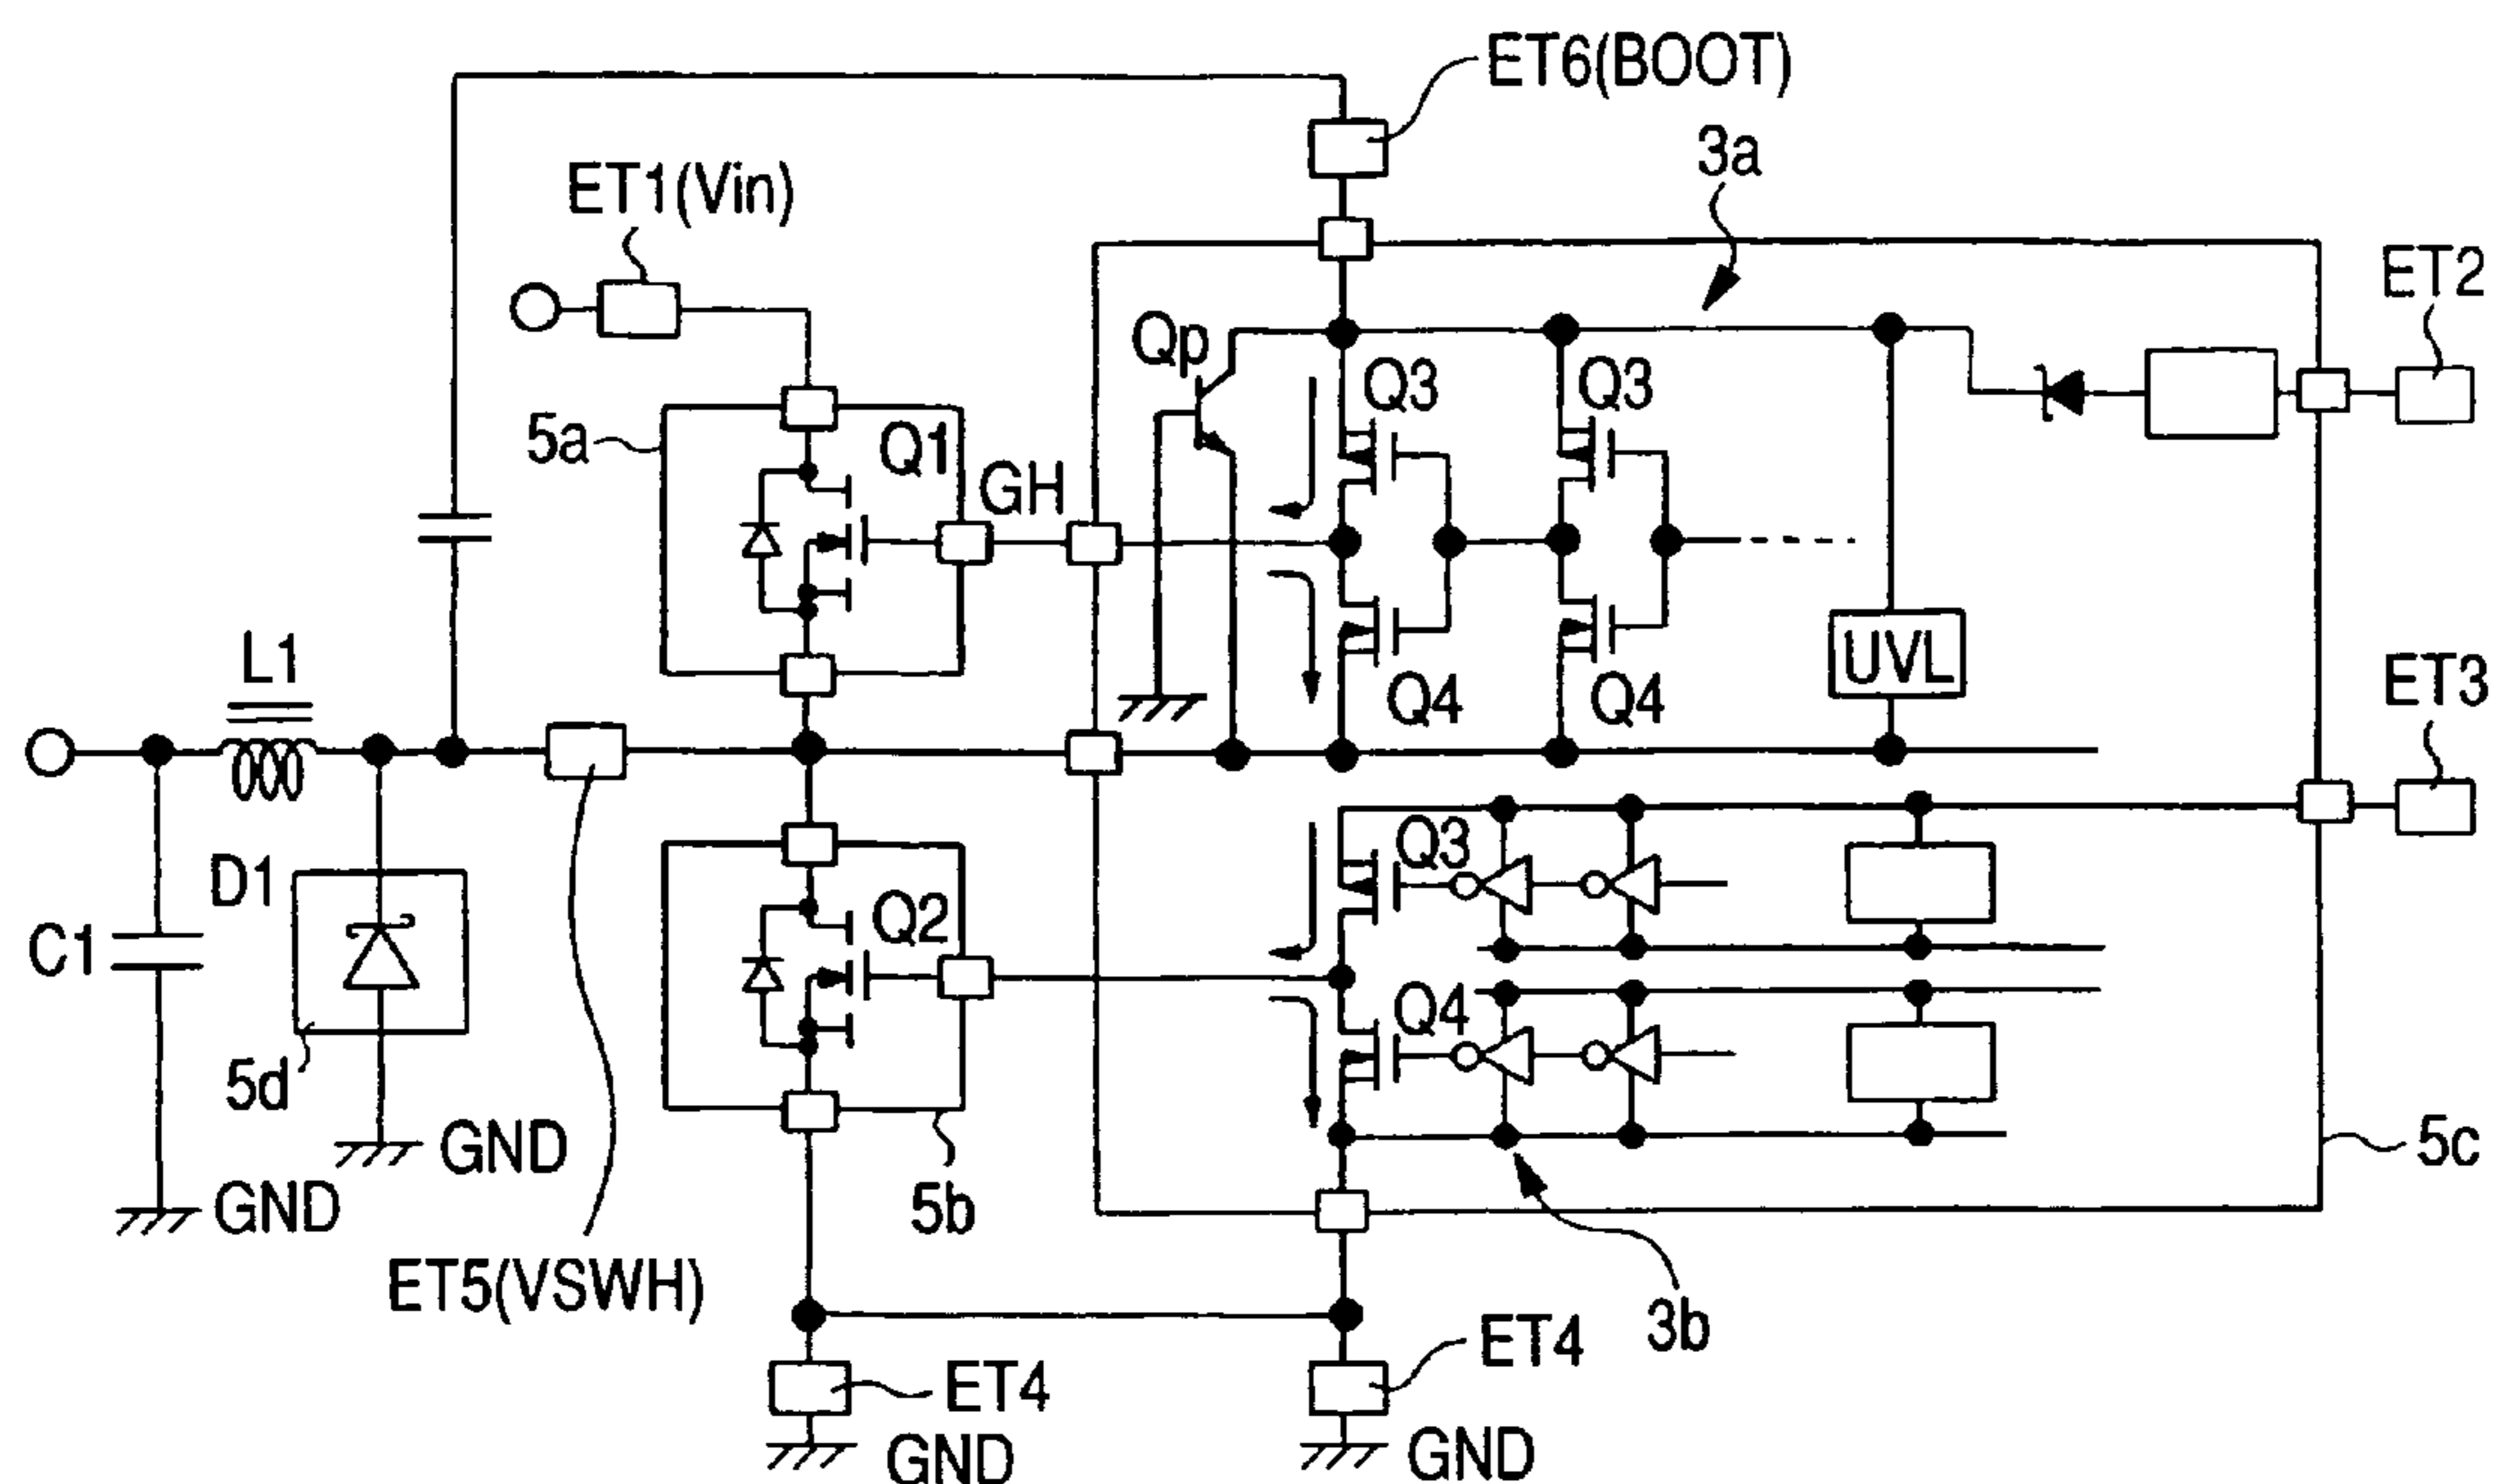 ET6(BOOT)
3a
ET1(Vin)
ET2
Qp
Q3
Q3
5a
Q1
GH
L1
UVL
ET3
Q4
Q4
Q3
D1
Q2
C1
Q4
5d
GND
5c
GND
5b
ET5(VSWH)
3b
ET4
ET4
GND
GND